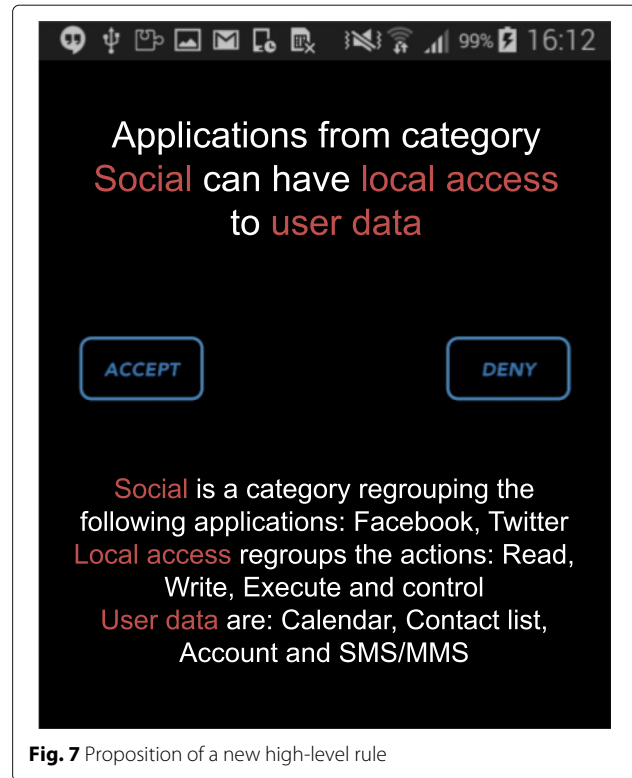 99% 16:12
Applications from category
Social can have local access
to user data
ACCEPT DENY
Social is a category regrouping the
following applications: Facebook, Twitter
Local access regroups the actions: Read,
Write, Execute and control
User data are: Calendar, Contact list,
Account and SMS/MMS
Fig. 7 Proposition of a new high-level rule